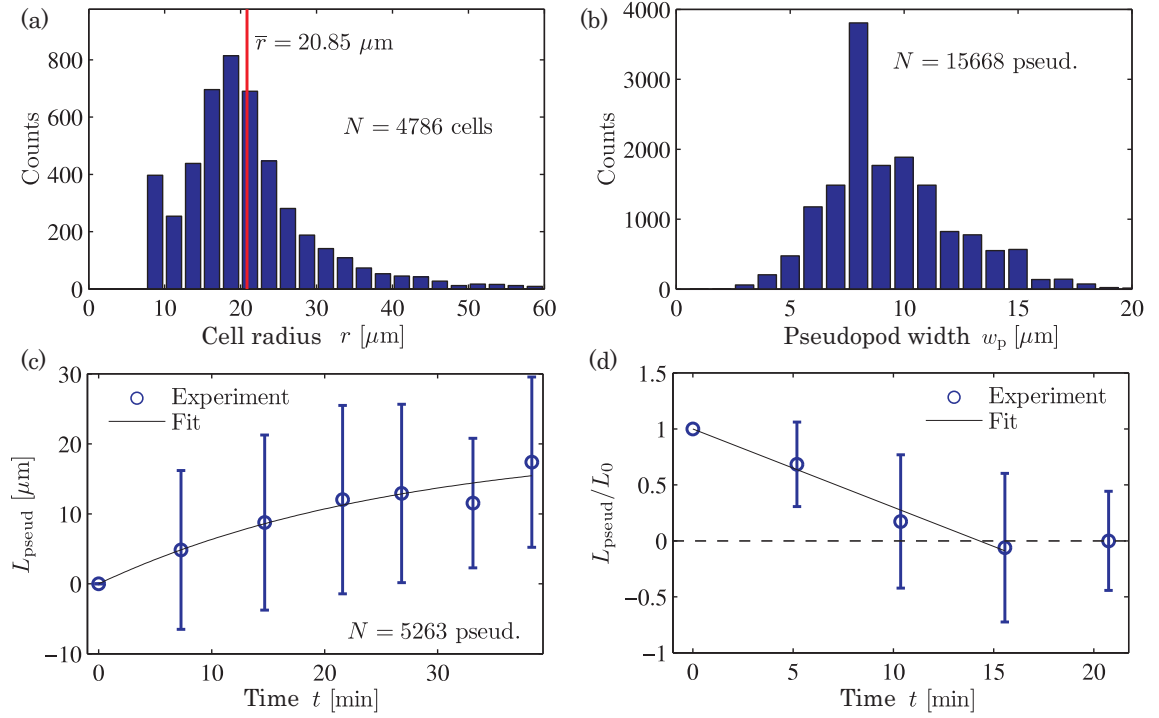 (a)
r̅ = 20.85 μm
N = 4786 cells
Counts
0
200
400
600
800
0
10
20
30
40
50
60
Cell radius r [μm]
(b)
N = 15668 pseud.
Counts
0
1000
2000
3000
4000
0
5
10
15
20
Pseudopod width wₚ [μm]
(c)
Experiment
Fit
N = 5263 pseud.
L_pseud [μm]
−10
0
10
20
30
0
10
20
30
Time t [min]
(d)
Experiment
Fit
L_pseud/L₀
−1
−0.5
0
0.5
1
1.5
0
5
10
15
20
Time t [min]